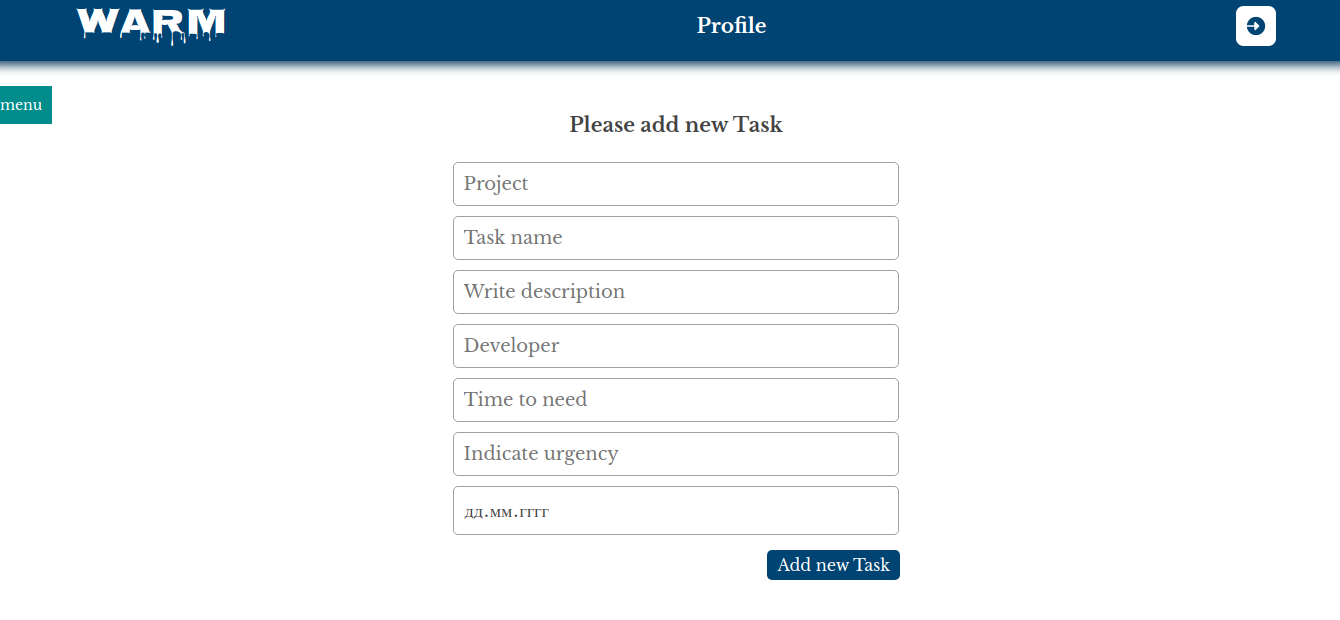 WARM
Profile
menu
Please add new Task
Project
Task name
Write description
Developer
Time to need
Indicate urgency
дд.мм.гггг
Add new Task